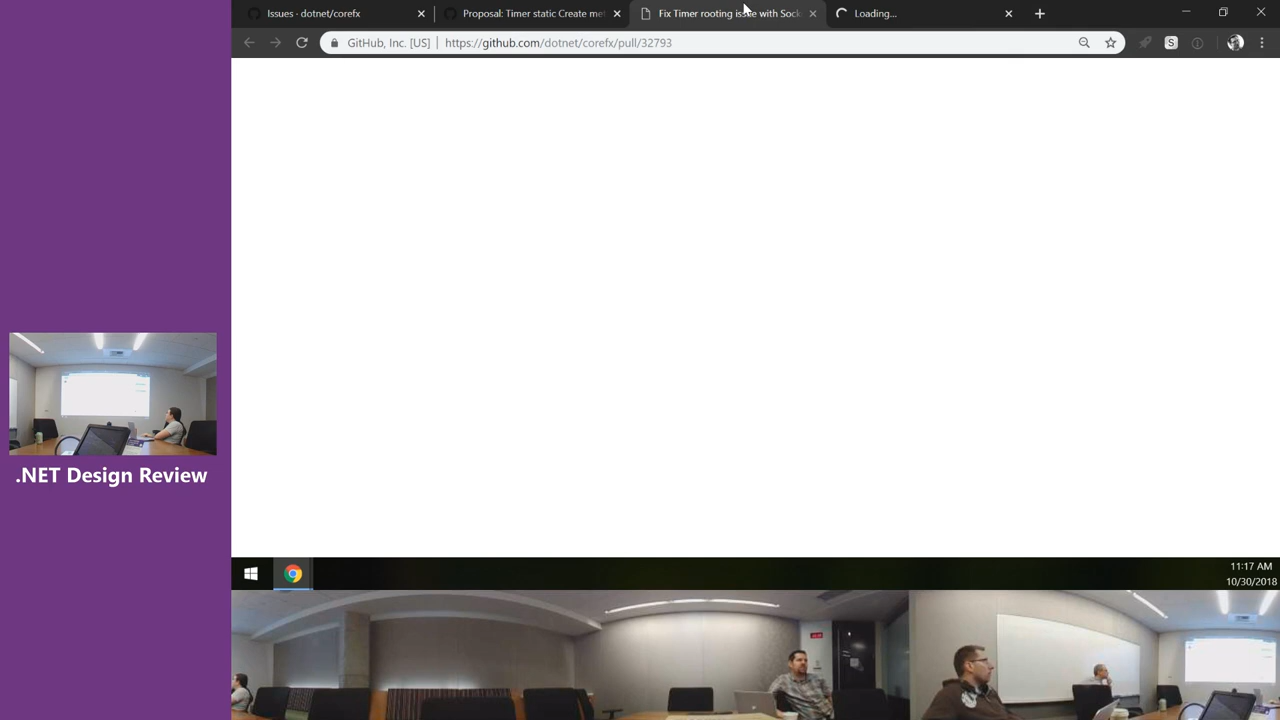 Issues · dotnet/corefx
Proposal: Timer static Create me
Fix Timer rooting issue with Sock
Loading...
GitHub, Inc. [US]
https://github.com/dotnet/corefx/pull/32793
S
.NET Design Review
11:17 AM
10/30/2018